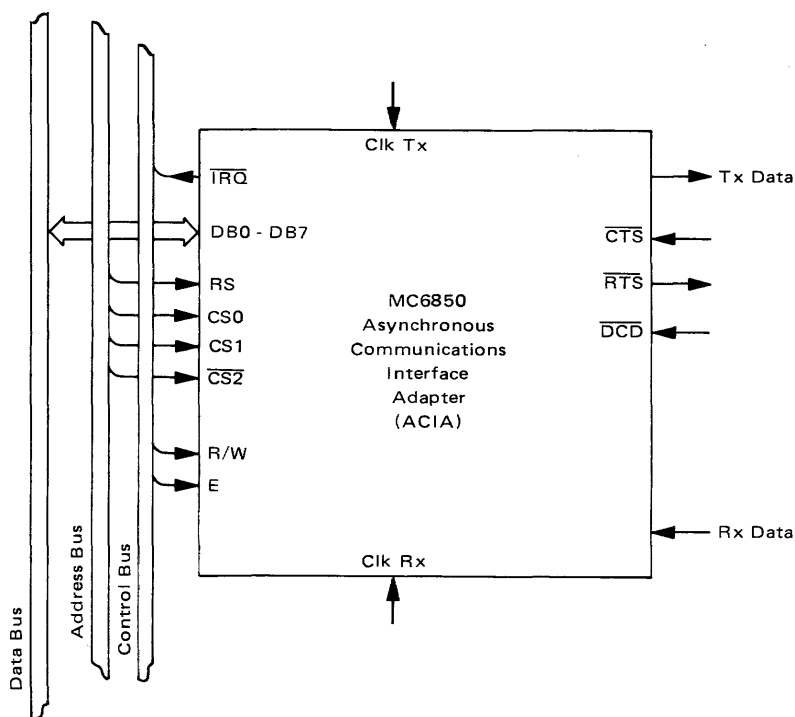 Clk Tx
IRQ
Tx Data
DB0 - DB7
CTS
RS
RTS
CS0
MC6850
Asynchronous
Communications
Interface
Adapter
(ACIA)
CS1
DCD
CS2
R/W
E
Rx Data
Clk Rx
Data Bus
Address Bus
Control Bus